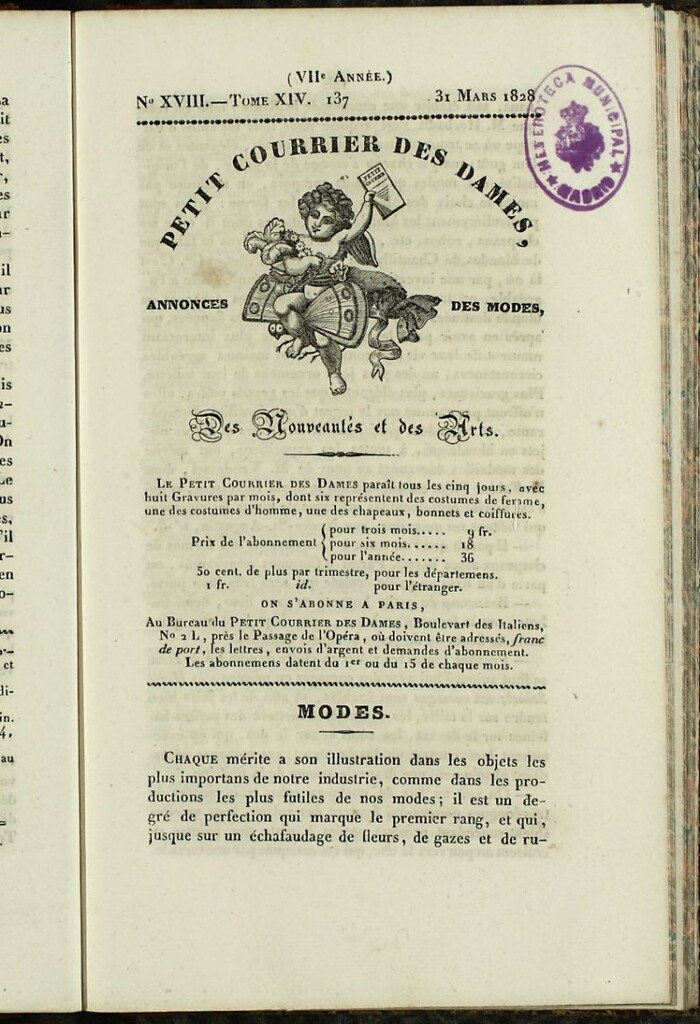 (VIIe ANNÉE.)
No XVIII.—TOME XIV. 137 31 MARS 1828
HEMEROTECA MUNICIPAL
MADRID
PETIT COURRIER DES DAMES,
PETIT
COURRIER
ANNONCES DES MODES,
Des Nouveautés et des Arts.
LE PETIT COURRIER DES DAMES paraît tous les cinq jours, avec
huit Gravures par mois, dont six représentent des costumes de femme,
une des costumes d'homme, une des chapeaux, bonnets et coiffures.
Prix de l'abonnement { pour trois mois..... 9 fr.
pour six mois...... 18
pour l'année....... 36
50 cent. de plus par trimestre, pour les départemens.
1 fr. id. pour l'étranger.
ON S'ABONNE A PARIS,
Au Bureau du PETIT COURRIER DES DAMES, Boulevart des Italiens,
No 2 L, près le Passage de l'Opéra, où doivent être adressés, franc
de port, les lettres, envois d'argent et demandes d'abonnement.
Les abonnemens datent du 1er ou du 15 de chaque mois.
MODES.
CHAQUE mérite a son illustration dans les objets les
plus importans de notre industrie, comme dans les pro-
ductions les plus futiles de nos modes; il est un de-
gré de perfection qui marque le premier rang, et qui,
jusque sur un échafaudage de fleurs, de gazes et de ru-